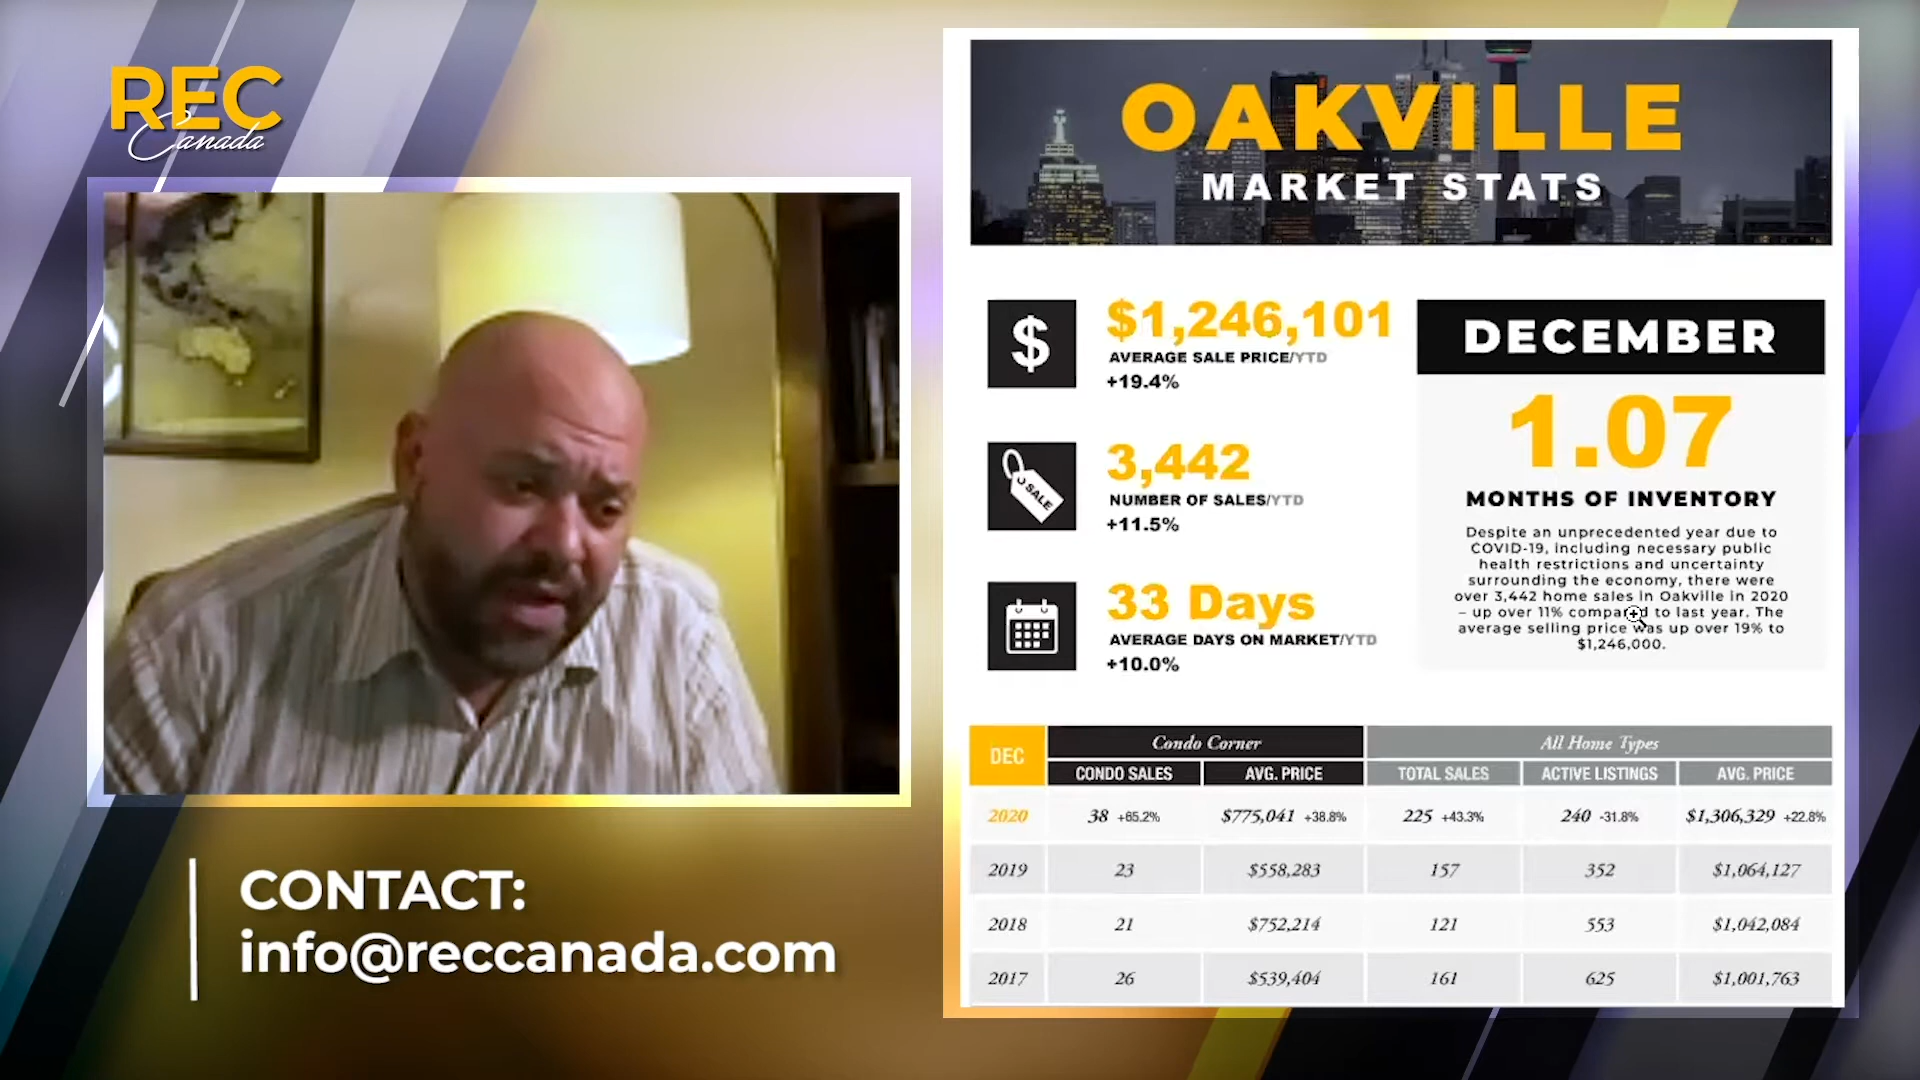 REC
Canada
CONTACT:
info@reccanada.com
OAKVILLE
MARKET STATS
$
$1,246,101
AVERAGE SALE PRICE/YTD
+19.4%
SALE
3,442
NUMBER OF SALES/YTD
+11.5%
33 Days
AVERAGE DAYS ON MARKET/YTD
+10.0%
DECEMBER
1.07
MONTHS OF INVENTORY
Despite an unprecedented year due to
COVID-19, including necessary public
health restrictions and uncertainty
surrounding the economy, there were
over 3,442 home sales in Oakville in 2020
– up over 11% compared to last year. The
average selling price was up over 19% to
$1,246,000.
DEC Condo Corner All Home Types
CONDO SALES AVG. PRICE TOTAL SALES ACTIVE LISTINGS AVG. PRICE
2020 38 +65.2% $775,041 +38.8% 225 +43.3% 240 -31.8% $1,306,329 +22.8%
2019 23 $558,283 157 352 $1,064,127
2018 21 $752,214 121 553 $1,042,084
2017 26 $539,404 161 625 $1,001,763